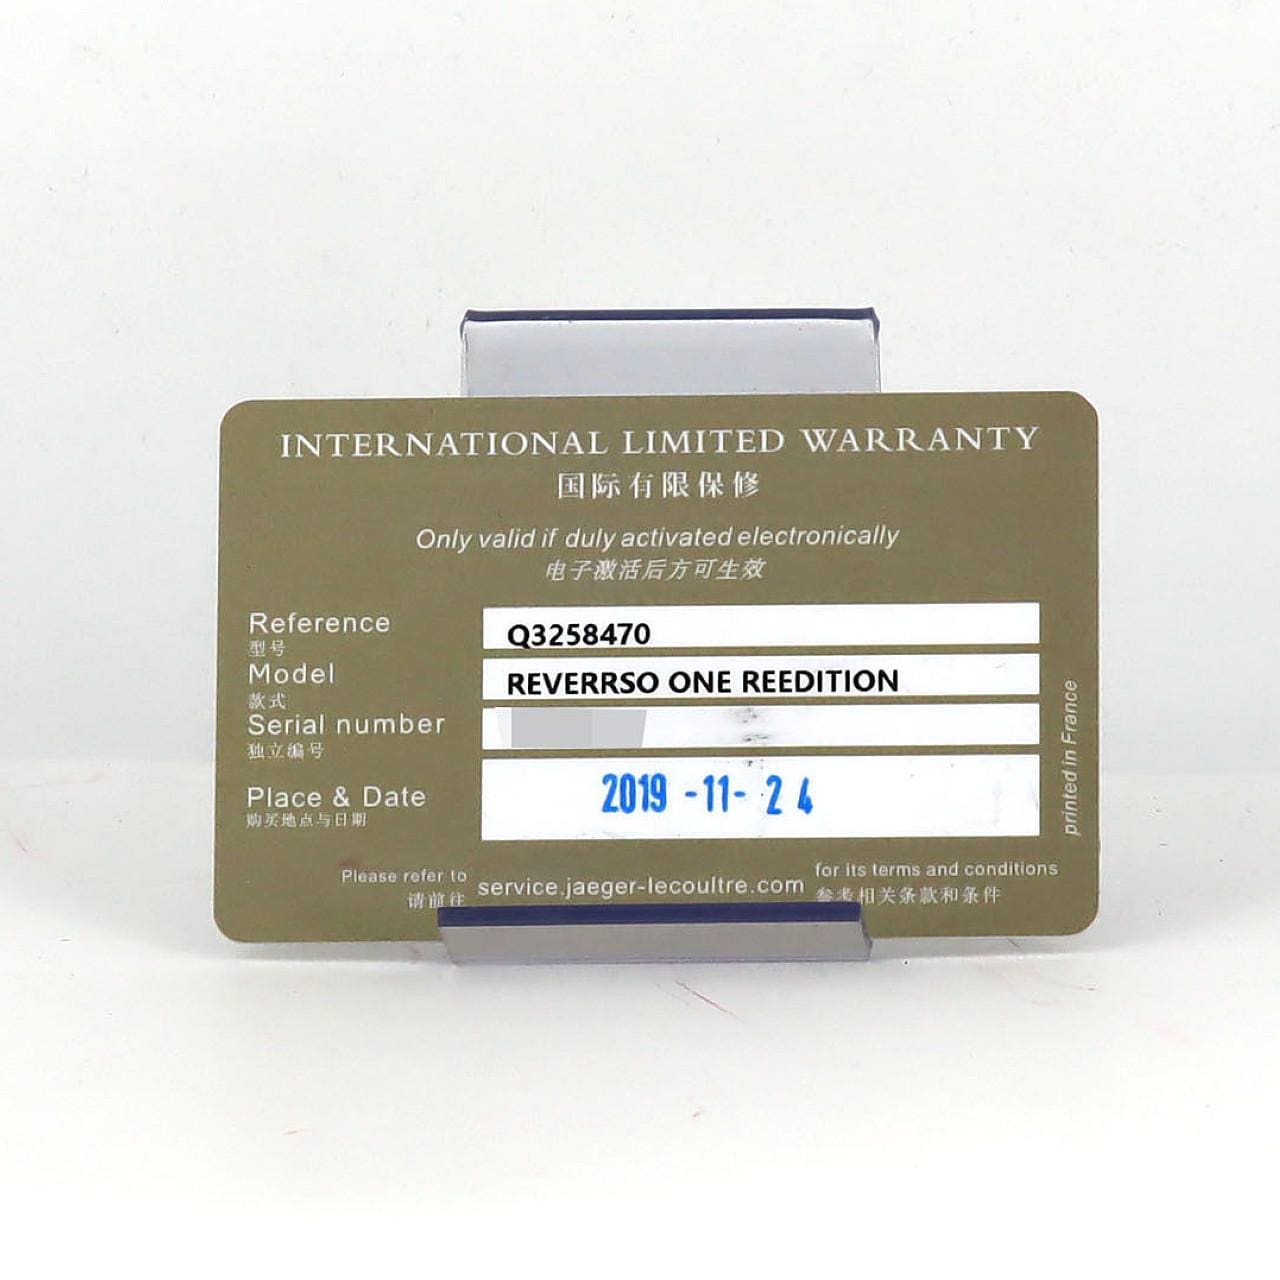 INTERNATIONAL LIMITED WARRANTY
国际有限保修
Only valid if duly activated electronically
电子激活后方可生效
Reference
型号
Q3258470
Model
款式
REVERRSO ONE REEDITION
Serial number
独立编号
Place & Date
购买地点与日期
2019 -11- 24
printed in France
Please refer to
请前往
service.jaeger-lecoultre.com
for its terms and conditions
参考相关条款和条件